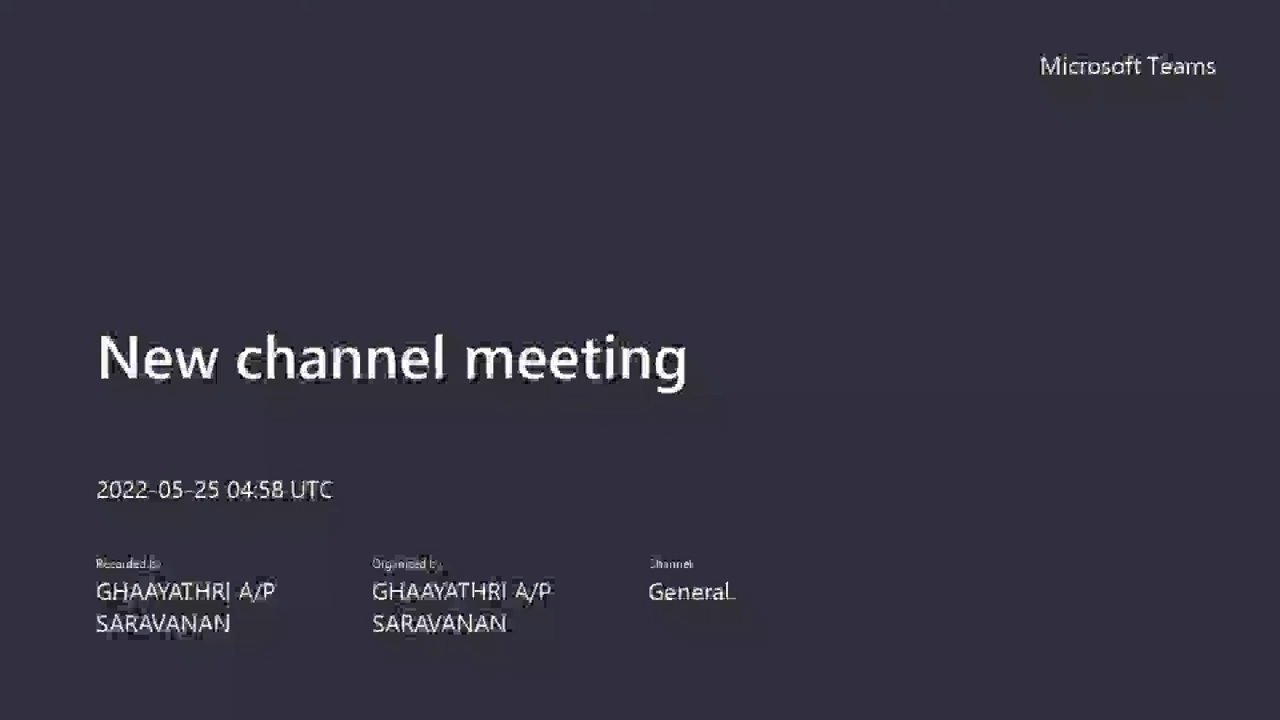 Microsoft Teams
New channel meeting
2022-05-25 04:58 UTC
Recorded by
GHAAYATHRI A/P
SARAVANAN
Organized by
GHAAYATHRI A/P
SARAVANAN
Channel
General